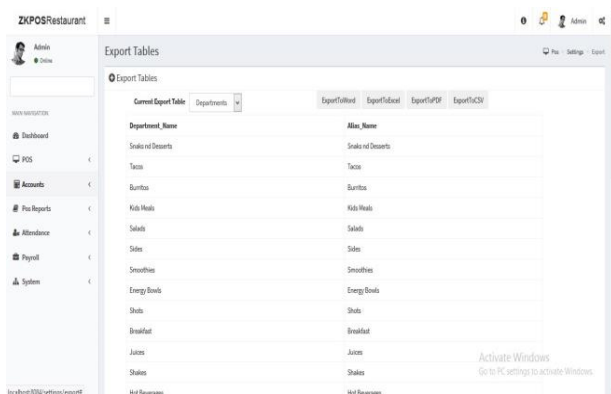 ZKPOSRestaurant
Admin
Admin
Online
Export Tables
Pos Settings Export
Export Tables
Current Export Table Departments ExportToWord ExportToExcel ExportToPDF ExportToCSV
MAIN NAVIGATION
Dashboard
POS
Accounts
Pos Reports
Attendance
Payroll
System
Department_Name Alias_Name
Snaks nd Desserts Snaks nd Desserts
Tacos Tacos
Burritos Burritos
Kids Meals Kids Meals
Salads Salads
Sides Sides
Smoothies Smoothies
Energy Bowls Energy Bowls
Shots Shots
Breakfast Breakfast
Juices Juices
Shakes Shakes
Hot Beverages Hot Beverages
Activate Windows
Go to PC settings to activate Windows.